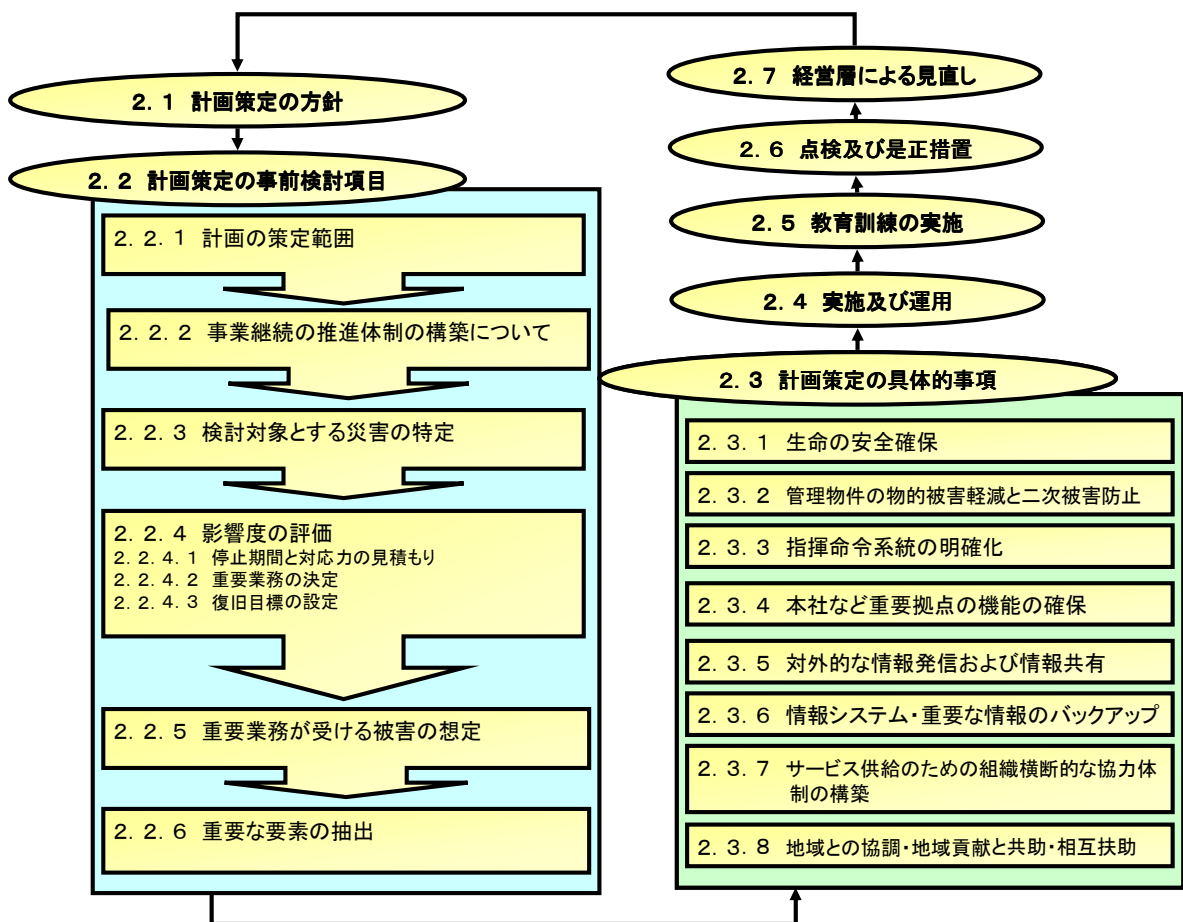 2.1 計画策定の方針
2.2 計画策定の事前検討項目
2.2.1 計画の策定範囲
2.2.2 事業継続の推進体制の構築について
2.2.3 検討対象とする災害の特定
2.2.4 影響度の評価
2.2.4.1 停止期間と対応力の見積もり
2.2.4.2 重要業務の決定
2.2.4.3 復旧目標の設定
2.2.5 重要業務が受ける被害の想定
2.2.6 重要な要素の抽出
2.7 経営層による見直し
2.6 点検及び是正措置
2.5 教育訓練の実施
2.4 実施及び運用
2.3 計画策定の具体的事項
2.3.1 生命の安全確保
2.3.2 管理物件の物的被害軽減と二次被害防止
2.3.3 指揮命令系統の明確化
2.3.4 本社など重要拠点の機能の確保
2.3.5 対外的な情報発信および情報共有
2.3.6 情報システム・重要な情報のバックアップ
2.3.7 サービス供給のための組織横断的な協力体
制の構築
2.3.8 地域との協調・地域貢献と共助・相互扶助